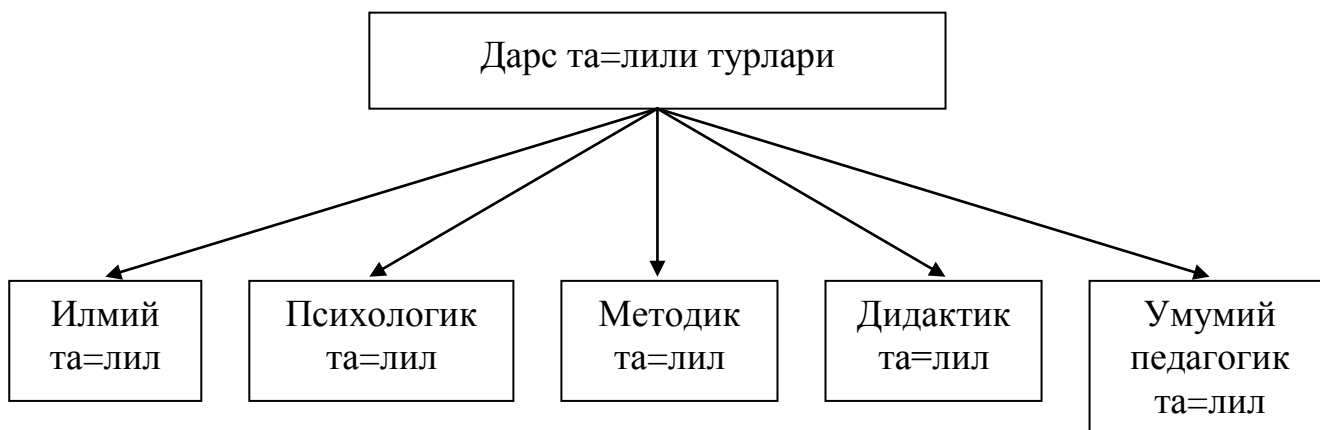 Дарс та=лили турлари
Илмий
та=лил
Психологик
та=лил
Методик
та=лил
Дидактик
та=лил
Умумий
педагогик
та=лил